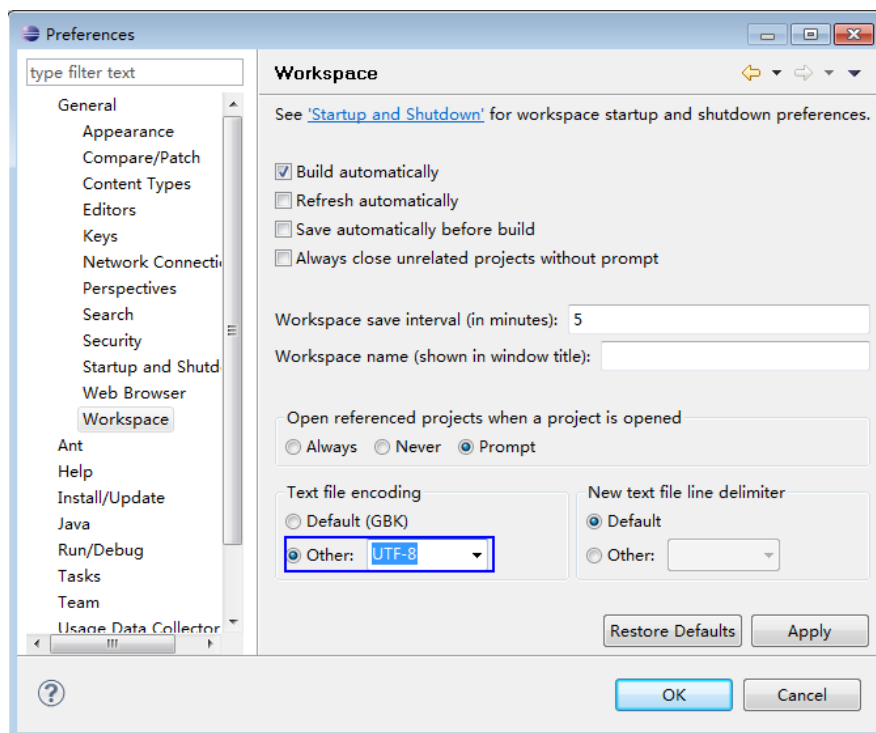 Preferences
type filter text
General
Appearance
Compare/Patch
Content Types
Editors
Keys
Network Connecti
Perspectives
Search
Security
Startup and Shutd
Web Browser
Workspace
Ant
Help
Install/Update
Java
Run/Debug
Tasks
Team
Usage Data Collector
Workspace
See 'Startup and Shutdown' for workspace startup and shutdown preferences.
Build automatically
Refresh automatically
Save automatically before build
Always close unrelated projects without prompt
Workspace save interval (in minutes): 5
Workspace name (shown in window title):
Open referenced projects when a project is opened
Always Never Prompt
Text file encoding
Default (GBK)
Other: UTF-8
New text file line delimiter
Default
Other:
Restore Defaults Apply
? OK Cancel